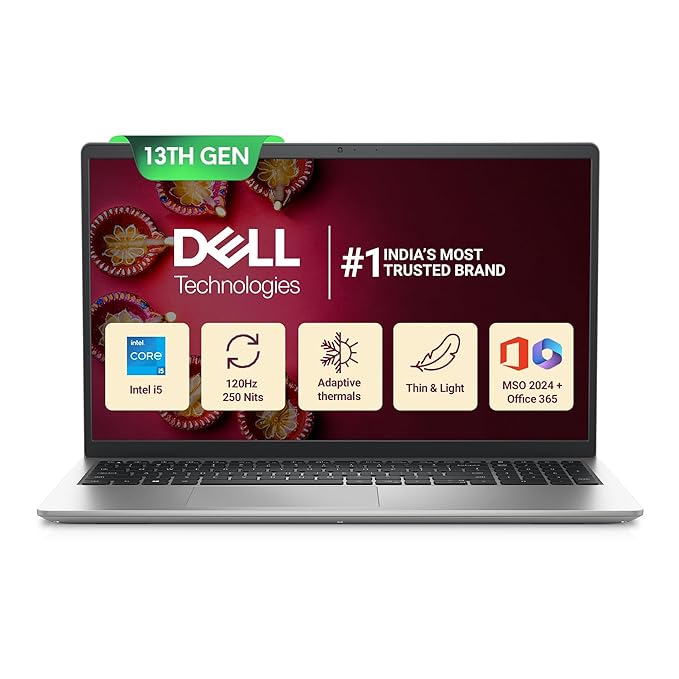 13TH GEN
DELL
Technologies
#1 INDIA'S MOST
TRUSTED BRAND
intel.
CORE
i5
Intel i5
120Hz
250 Nits
Adaptive
thermals
Thin & Light
MSO 2024 +
Office 365